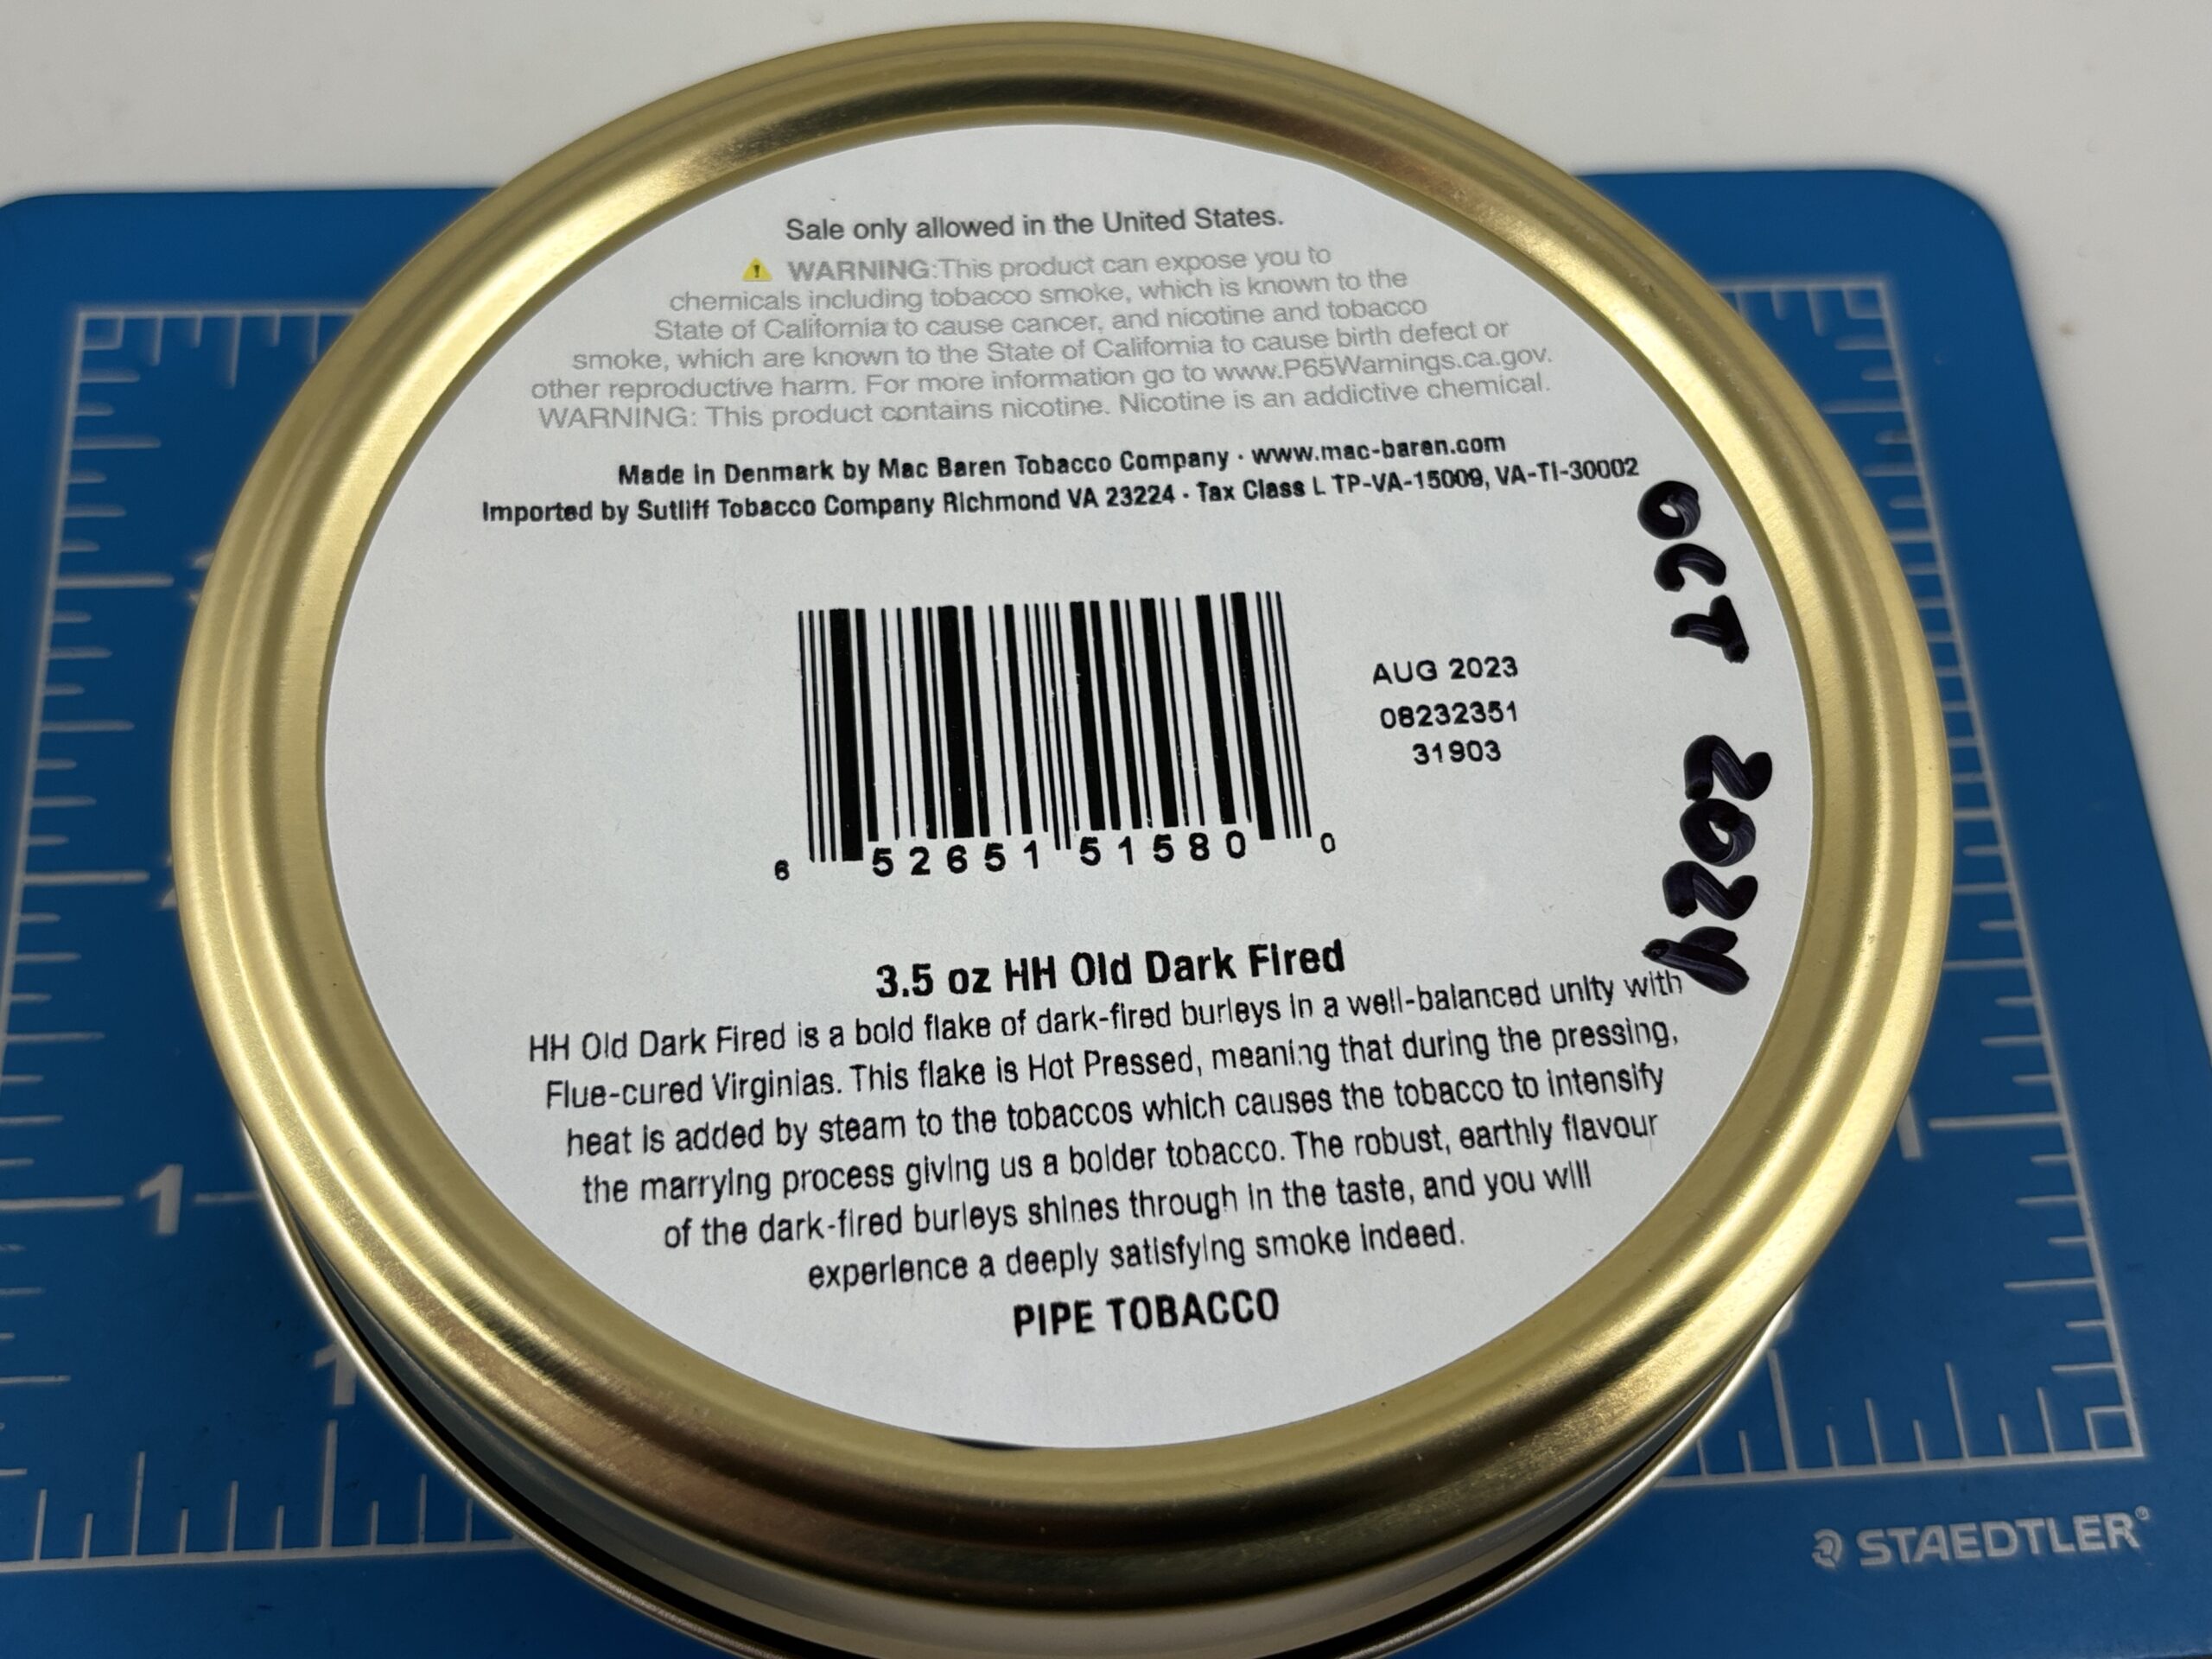 Sale only allowed in the United States.
⚠ WARNING:This product can expose you to
chemicals including tobacco smoke, which is known to the
State of California to cause cancer, and nicotine and tobacco
smoke, which are known to the State of California to cause birth defect or
other reproductive harm. For more information go to www.P65Warnings.ca.gov.
WARNING: This product contains nicotine. Nicotine is an addictive chemical.
Made in Denmark by Mac Baren Tobacco Company · www.mac-baren.com
Imported by Sutliff Tobacco Company Richmond VA 23224 · Tax Class L TP-VA-15009, VA-TI-30002
OCT 2024
AUG 2023
08232351
31903
6 52651 51580 0
3.5 oz HH Old Dark Fired
HH Old Dark Fired is a bold flake of dark-fired burleys in a well-balanced unity with
Flue-cured Virginias. This flake is Hot Pressed, meaning that during the pressing,
heat is added by steam to the tobaccos which causes the tobacco to intensify
the marrying process giving us a bolder tobacco. The robust, earthly flavour
of the dark-fired burleys shines through in the taste, and you will
experience a deeply satisfying smoke indeed.
PIPE TOBACCO
1
1
1
STAEDTLER®